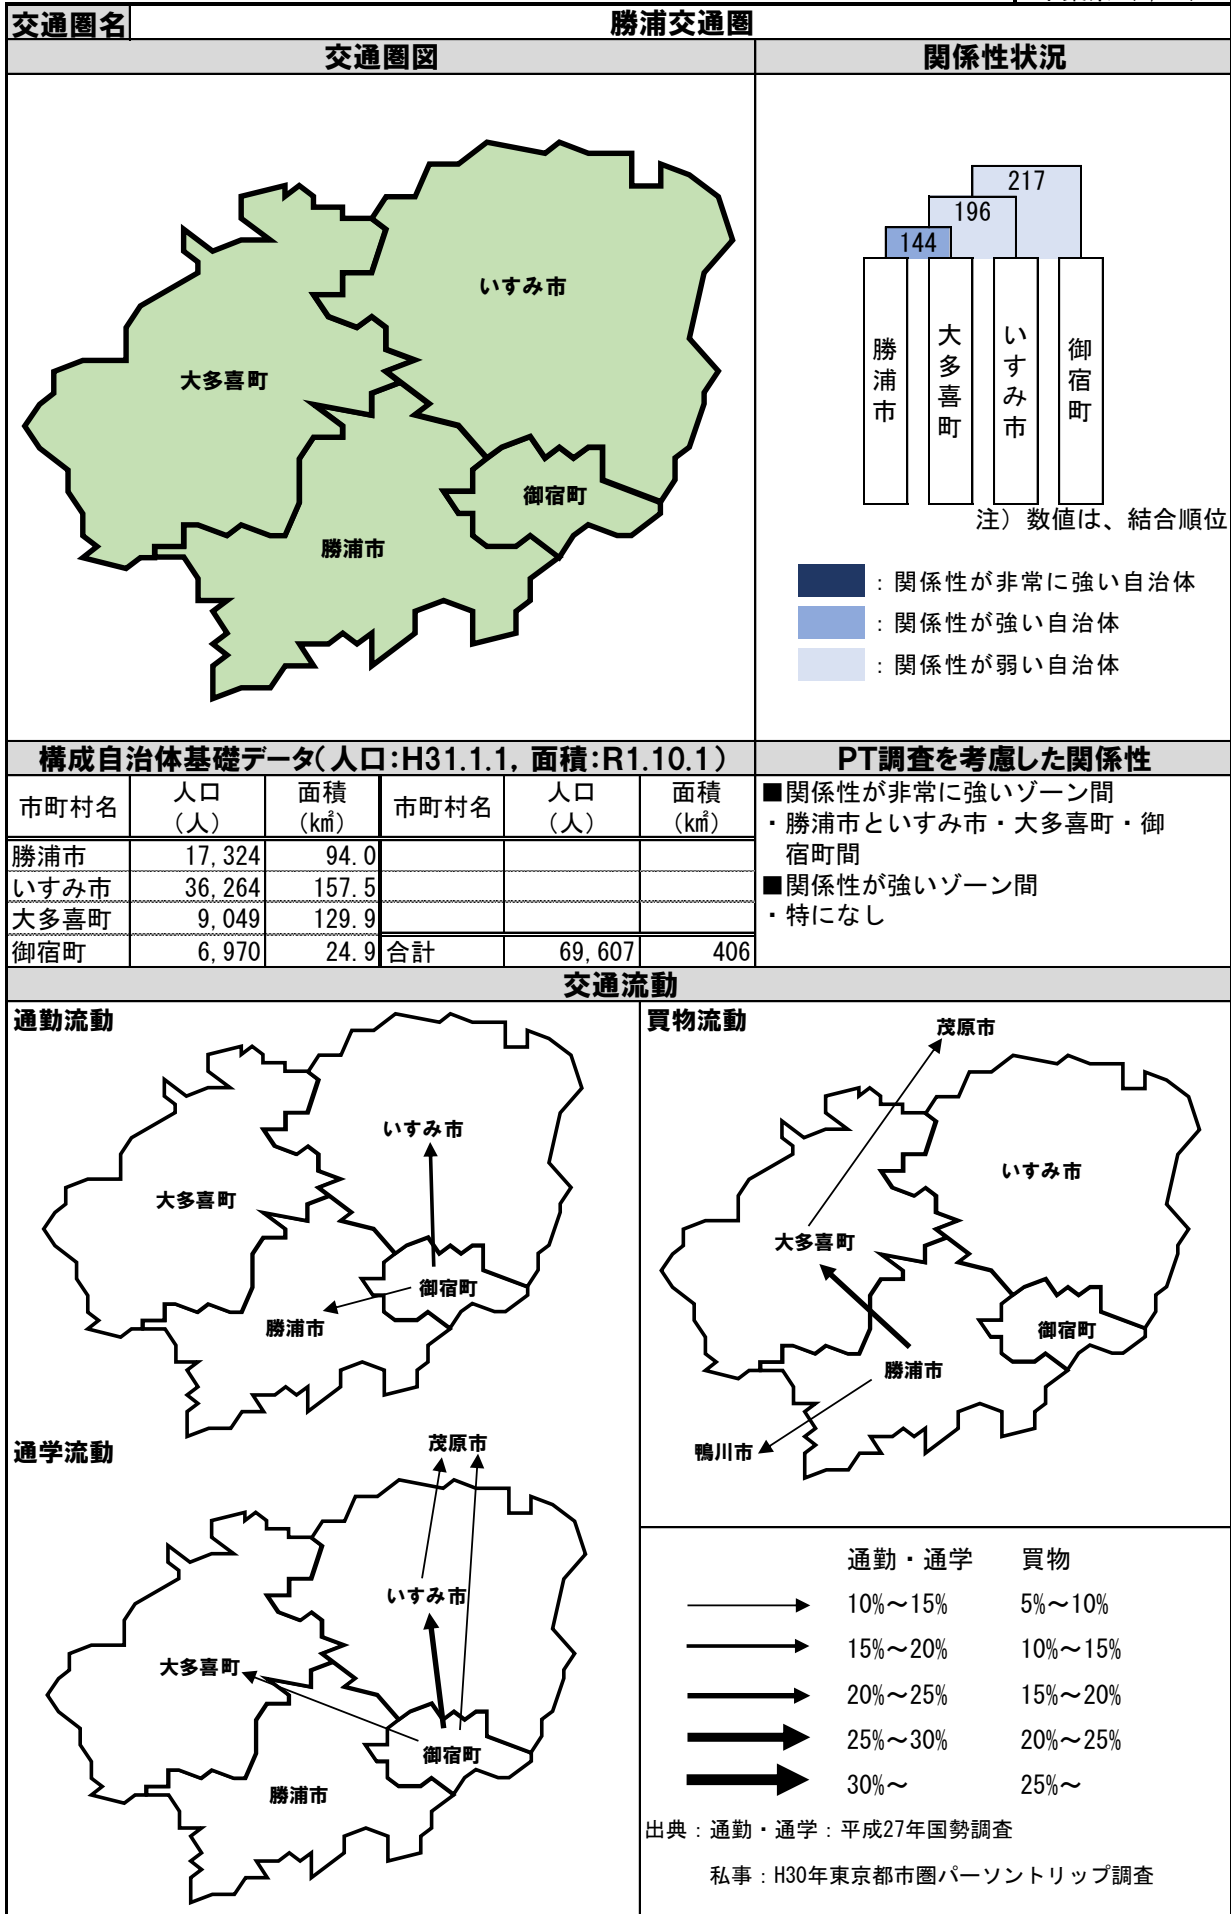 交通圏名
勝浦交通圏
交通圏図
関係性状況
いすみ市
大多喜町
御宿町
勝浦市
217
196
144
勝浦市
大多喜町
いすみ市
御宿町
注）数値は、結合順位
：関係性が非常に強い自治体
：関係性が強い自治体
：関係性が弱い自治体
構成自治体基礎データ（人口：H31.1.1，面積：R1.10.1）
市町村名 人口（人） 面積（k㎡） 市町村名 人口（人） 面積（k㎡）
勝浦市 17,324 94.0
いすみ市 36,264 157.5
大多喜町 9,049 129.9
御宿町 6,970 24.9 合計 69,607 406
PT調査を考慮した関係性
■関係性が非常に強いゾーン間
・勝浦市といすみ市・大多喜町・御
宿町間
■関係性が強いゾーン間
・特になし
交通流動
通勤流動
いすみ市
大多喜町
御宿町
勝浦市
買物流動
茂原市
いすみ市
大多喜町
御宿町
勝浦市
鴨川市
通学流動
茂原市
いすみ市
大多喜町
御宿町
勝浦市
通勤・通学 買物
10%～15% 5%～10%
15%～20% 10%～15%
20%～25% 15%～20%
25%～30% 20%～25%
30%～ 25%～
出典：通勤・通学：平成27年国勢調査
私事：H30年東京都市圏パーソントリップ調査